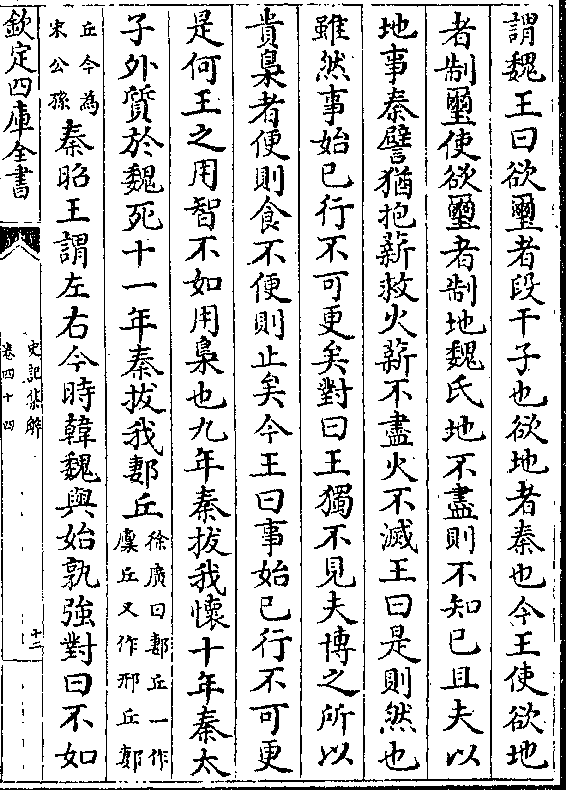 謂魏王曰欲璽者段干子也欲地者秦也今王使欲地
者制璽使欲璽者制地魏氏地不盡則不知已且夫以
地事秦譬猶抱薪救火薪不盡火不滅王曰是則然也
雖然事始已行不可更矣對曰王獨不見夫博之所以
貴梟者便則食不便則止矣今王曰事始已行不可更
是何王之用智不如用梟也九年秦拔我懷十年秦太
子外質於魏死十一年秦拔我郪丘徐廣曰郪丘一作
廩丘又作邢丘鄭
丘今為
宋公孫
秦昭王謂左右今時韓魏與始孰強對曰不如
欽定四庫全書
史記集解
卷四十四
十二